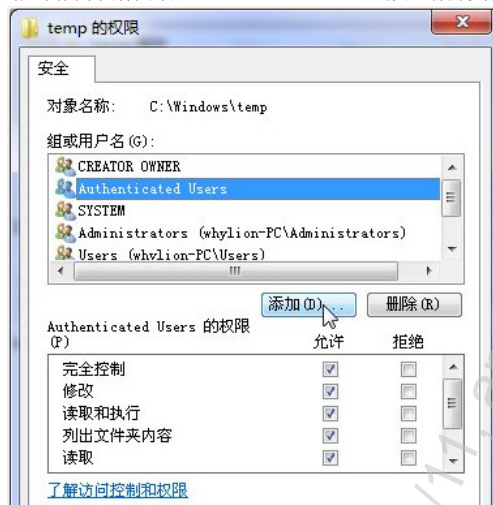 temp 的权限
安全
对象名称: C:\Windows\temp
组或用户名(G):
CREATOR OWNER
Authenticated Users
SYSTEM
Administrators (whylion-PC\Administrators)
Users (whylion-PC\Users)
添加(D)... 删除(R)
Authenticated Users 的权限
(P) 允许 拒绝
完全控制
修改
读取和执行
列出文件夹内容
读取
了解访问控制和权限